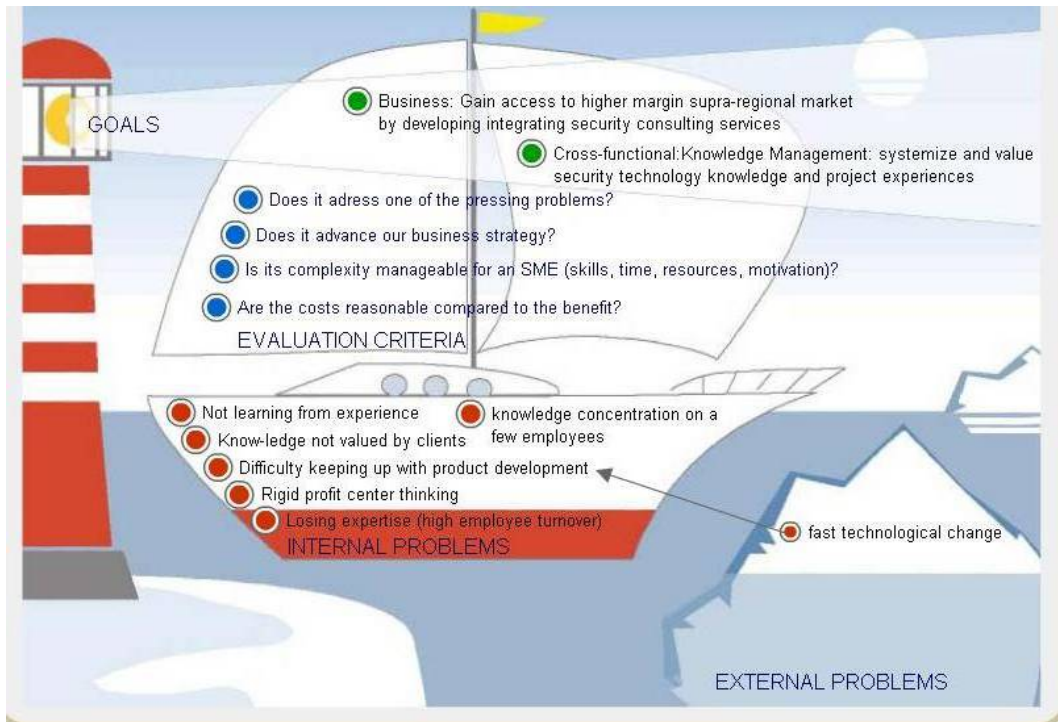 GOALS
Business: Gain access to higher margin supra-regional market
by developing integrating security consulting services
Cross-functional:Knowledge Management: systemize and value
security technology knowledge and project experiences
Does it adress one of the pressing problems?
Does it advance our business strategy?
Is its complexity manageable for an SME (skills, time, resources, motivation)?
Are the costs reasonable compared to the benefit?
EVALUATION CRITERIA
Not learning from experience
knowledge concentration on a
few employees
Know-ledge not valued by clients
Difficulty keeping up with product development
Rigid profit center thinking
Losing expertise (high employee turnover)
INTERNAL PROBLEMS
fast technological change
EXTERNAL PROBLEMS